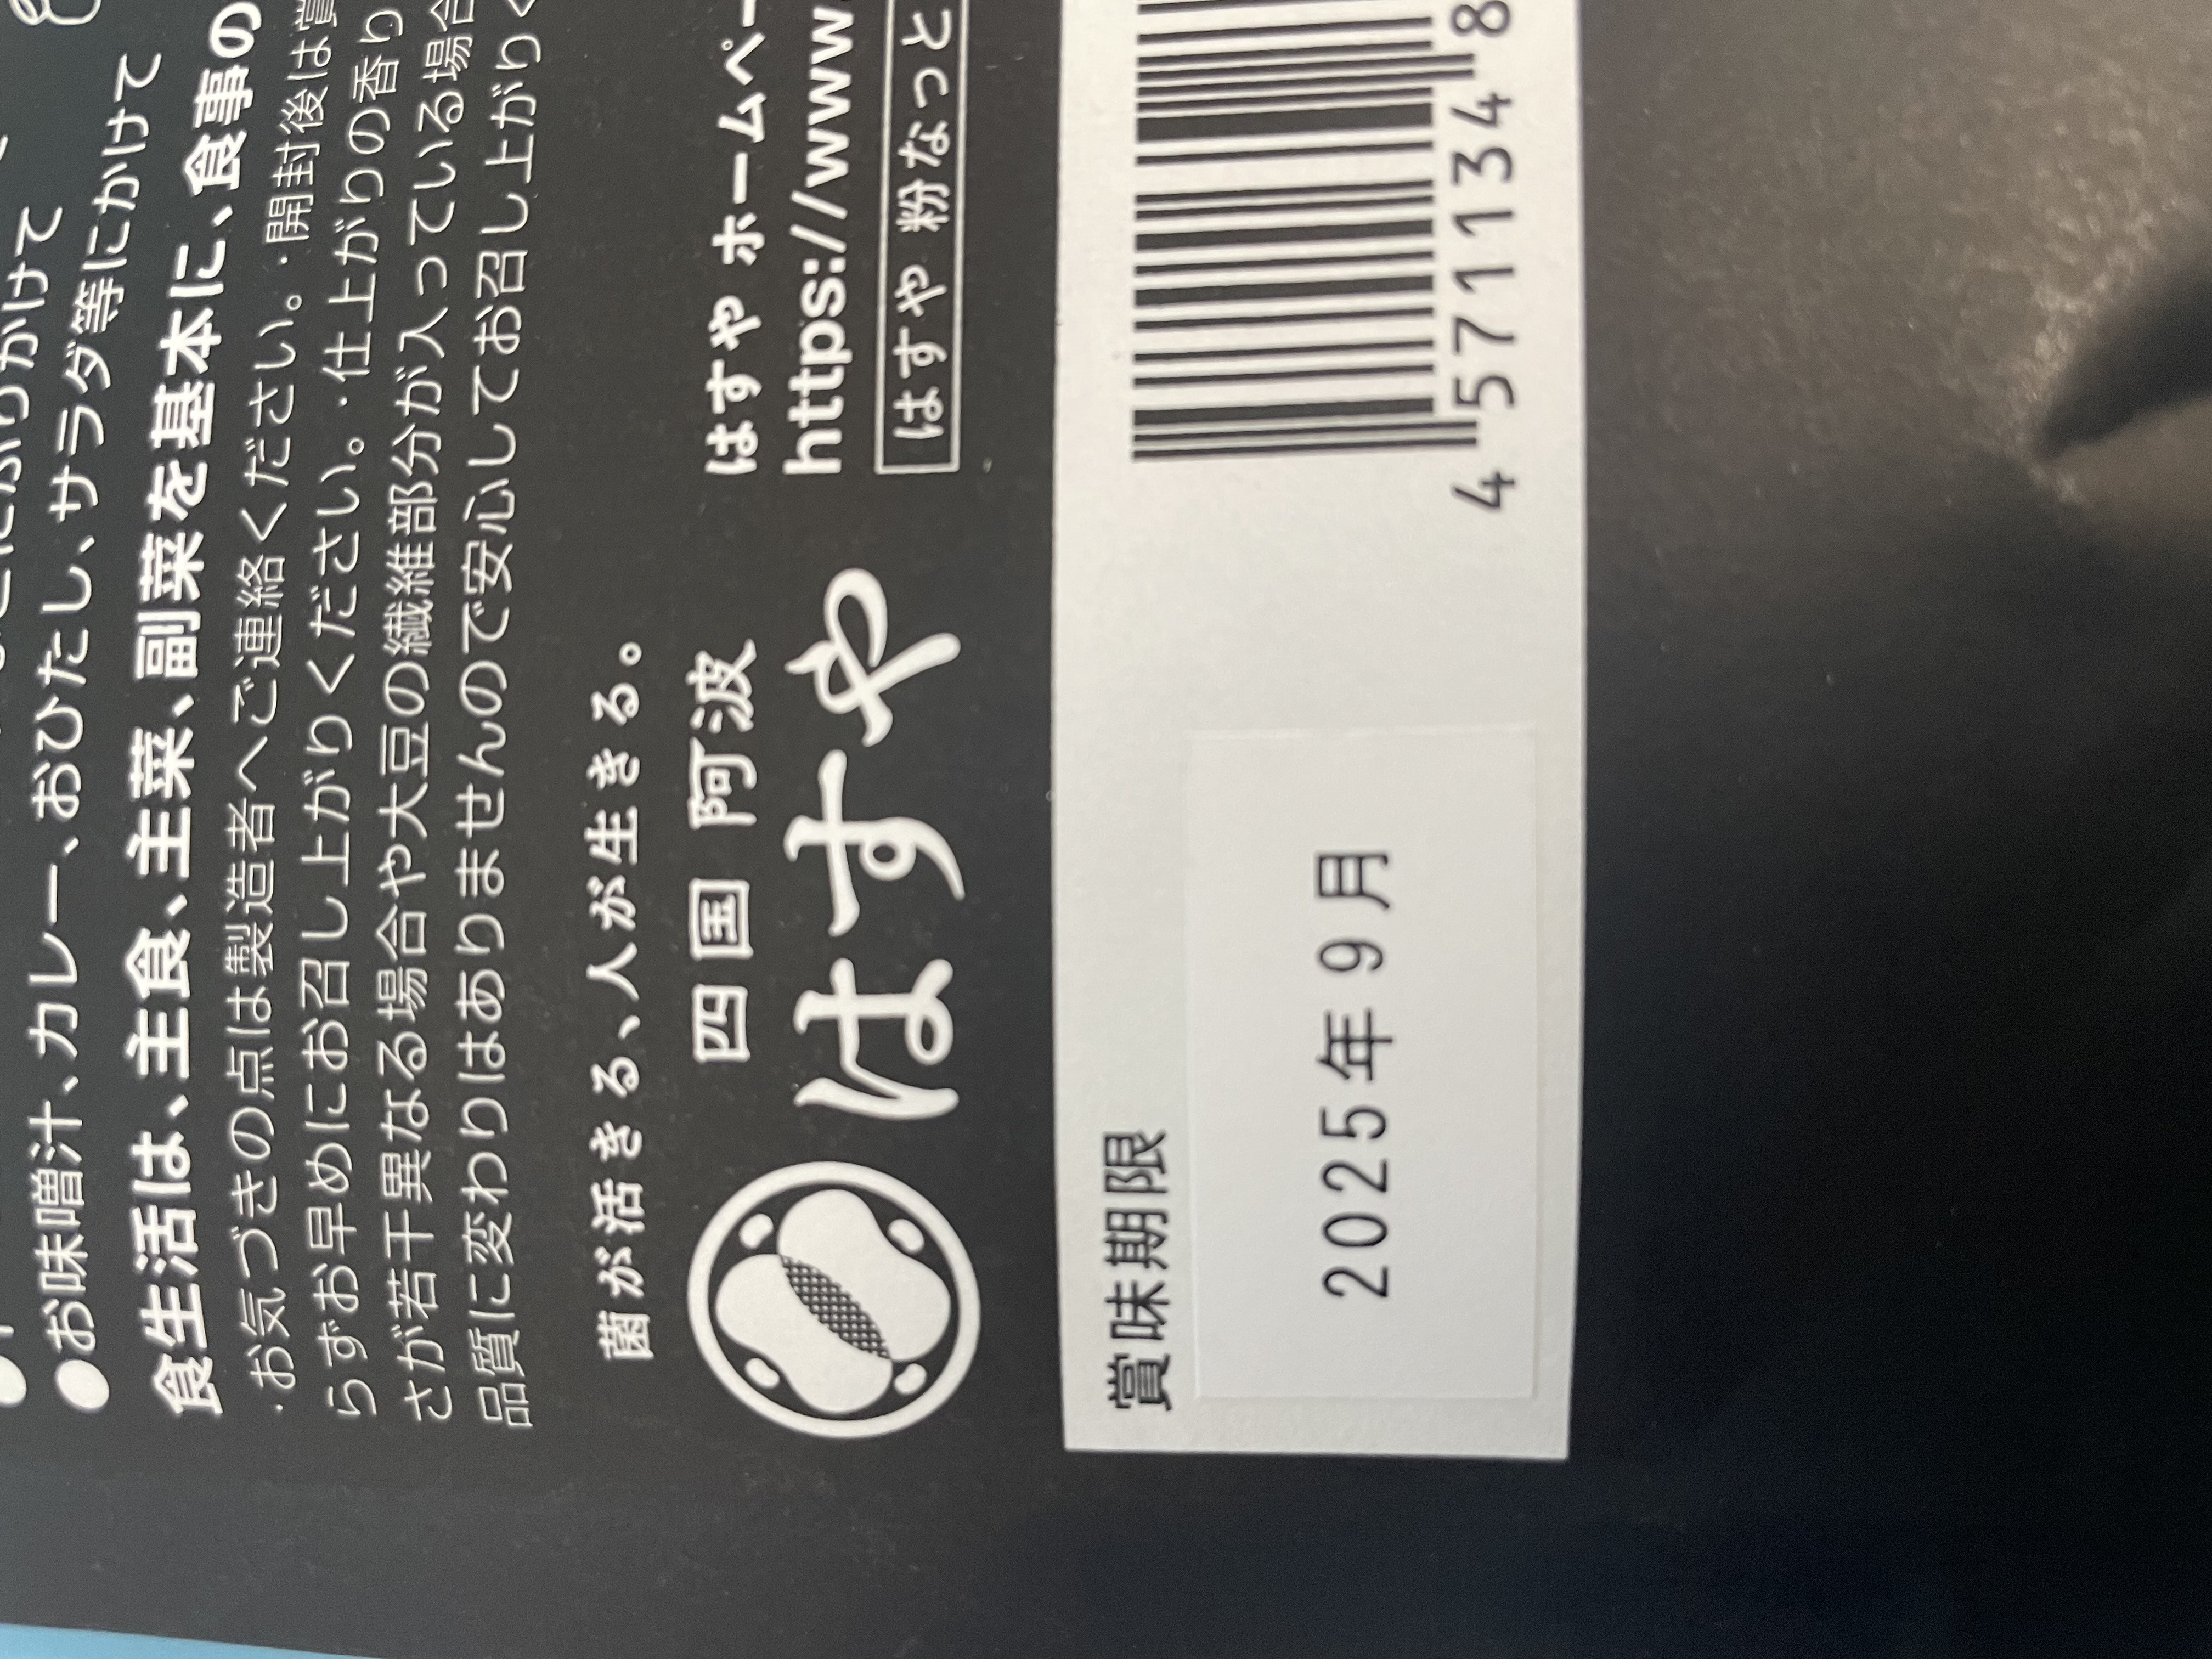 ●お味噌汁、カレー、おひたし、サラダ等にかけて
食生活は、主食、主菜、副菜を基本に、食事の
·お気づきの点は製造者へご連絡ください。·開封後は賞
らずお早めにお召し上がりください。·仕上がりの香り
さが若干異なる場合や大豆の繊維部分が入っている場合
品質に変わりはありませんので安心してお召し上がりく
菌が活きる、人が生きる。
四国 阿波
はすや
はすや ホームペー
https://www.
はすや 粉なっと
賞味期限
2025年9月
4 571134 8